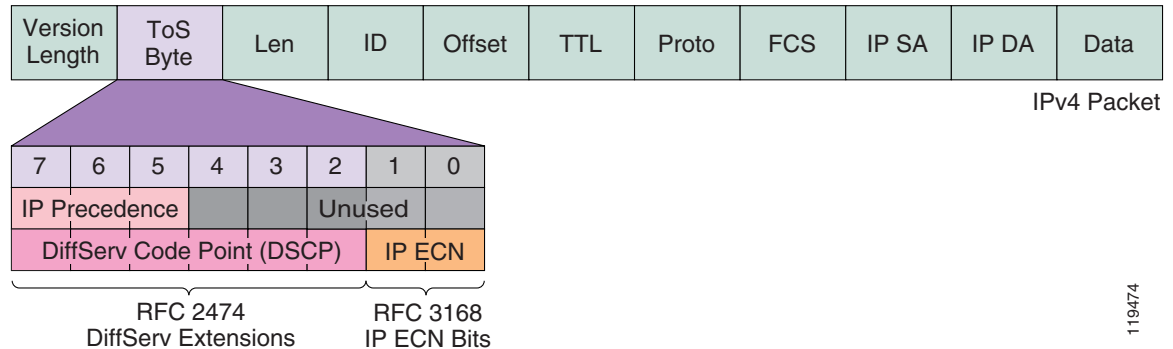 Version Length
ToS Byte
Len
ID
Offset
TTL
Proto
FCS
IP SA
IP DA
Data
IPv4 Packet
7 6 5 4 3 2 1 0
IP Precedence
Unused
DiffServ Code Point (DSCP)
IP ECN
RFC 2474
DiffServ Extensions
RFC 3168
IP ECN Bits
119474